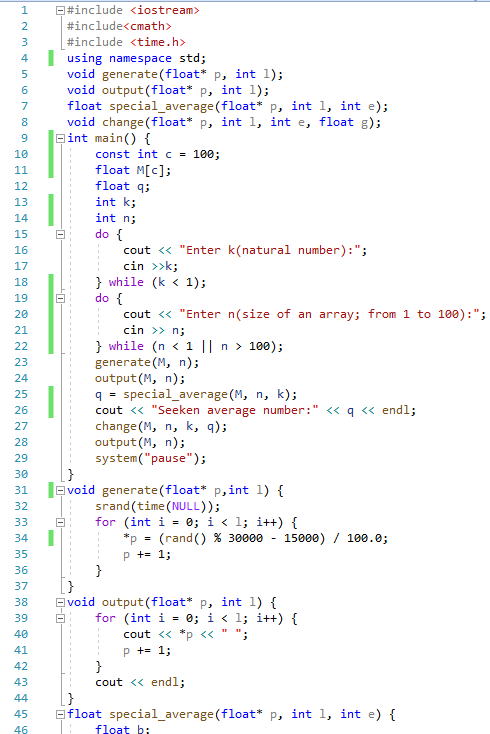 1 #include <iostream>
2 #include<cmath>
3 #include <time.h>
4 using namespace std;
5 void generate(float* p, int l);
6 void output(float* p, int l);
7 float special_average(float* p, int l, int e);
8 void change(float* p, int l, int e, float g);
9 int main() {
10 const int c = 100;
11 float M[c];
12 float q;
13 int k;
14 int n;
15 do {
16 cout << "Enter k(natural number):";
17 cin >>k;
18 } while (k < 1);
19 do {
20 cout << "Enter n(size of an array; from 1 to 100):";
21 cin >> n;
22 } while (n < 1 || n > 100);
23 generate(M, n);
24 output(M, n);
25 q = special_average(M, n, k);
26 cout << "Seeken average number:" << q << endl;
27 change(M, n, k, q);
28 output(M, n);
29 system("pause");
30 }
31 void generate(float* p,int l) {
32 srand(time(NULL));
33 for (int i = 0; i < l; i++) {
34 *p = (rand() % 30000 - 15000) / 100.0;
35 p += 1;
36 }
37 }
38 void output(float* p, int l) {
39 for (int i = 0; i < l; i++) {
40 cout << *p << " ";
41 p += 1;
42 }
43 cout << endl;
44 }
45 float special_average(float* p, int l, int e) {
46 float b;